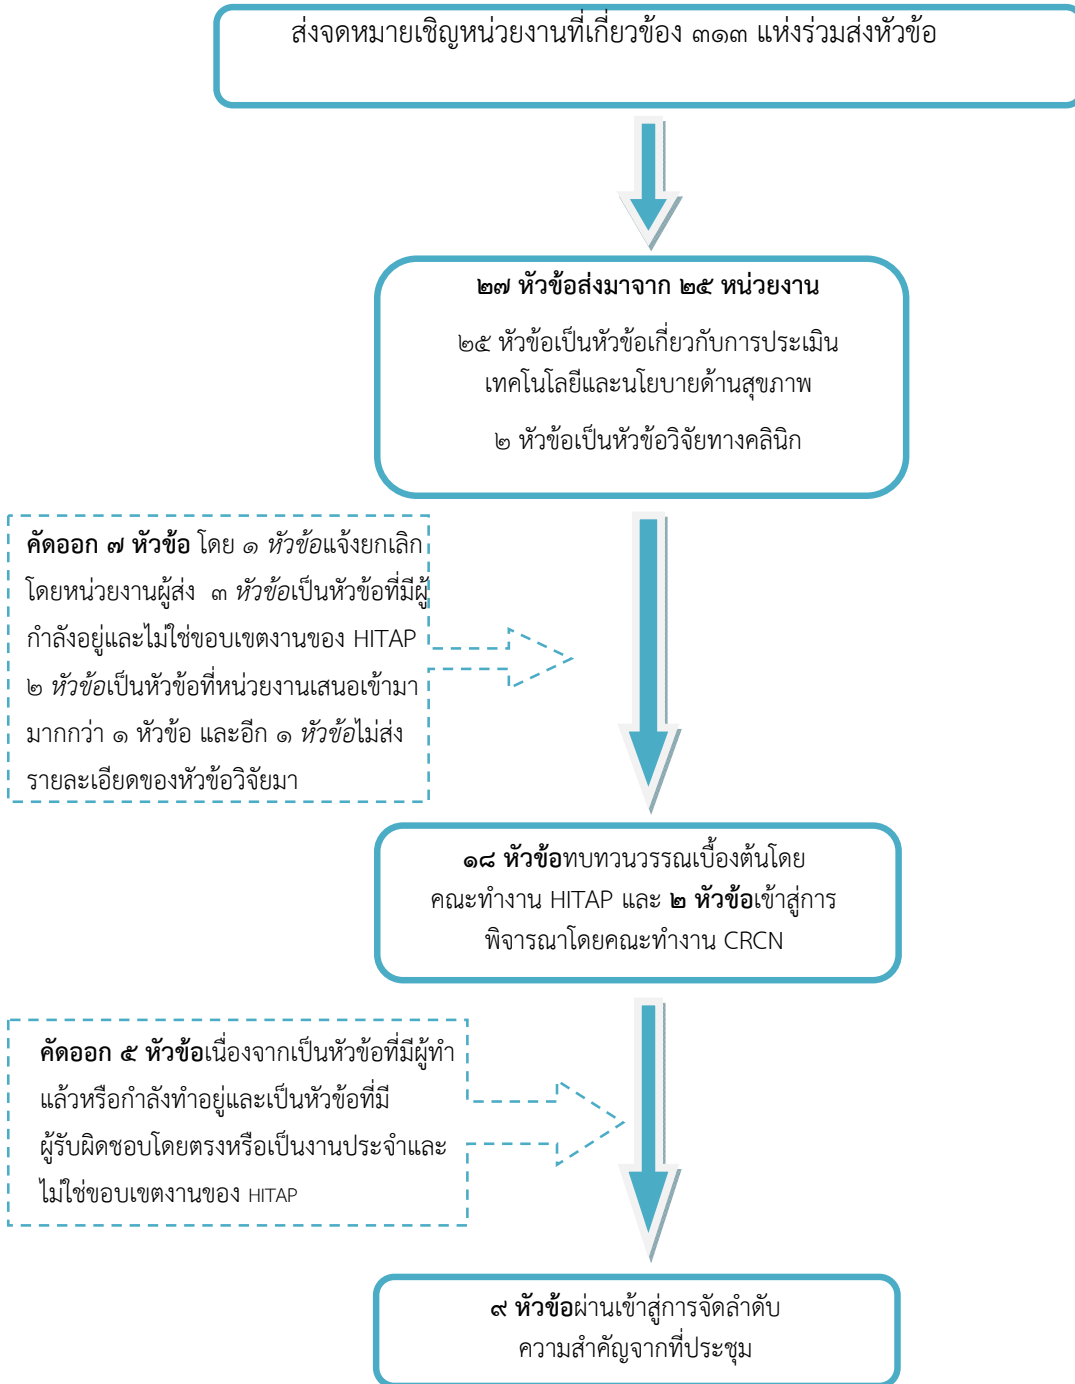 ส่งจดหมายเชิญหน่วยงานที่เกี่ยวข้อง ๓๑๓ แห่งร่วมส่งหัวข้อ
๒๗ หัวข้อส่งมาจาก ๒๕ หน่วยงาน
๒๕ หัวข้อเป็นหัวข้อเกี่ยวกับการประเมิน
เทคโนโลยีและนโยบายด้านสุขภาพ
๒ หัวข้อเป็นหัวข้อวิจัยทางคลินิก
คัดออก ๗ หัวข้อ โดย ๑ หัวข้อแจ้งยกเลิก
โดยหน่วยงานผู้ส่ง ๓ หัวข้อเป็นหัวข้อที่มีผู้
กำลังอยู่และไม่ใช่ขอบเขตงานของ HITAP
๒ หัวข้อเป็นหัวข้อที่หน่วยงานเสนอเข้ามา
มากกว่า ๑ หัวข้อ และอีก ๑ หัวข้อไม่ส่ง
รายละเอียดของหัวข้อวิจัยมา
๑๘ หัวข้อทบทวนวรรณเบื้องต้นโดย
คณะทำงาน HITAP และ ๒ หัวข้อเข้าสู่การ
พิจารณาโดยคณะทำงาน CRCN
คัดออก ๕ หัวข้อเนื่องจากเป็นหัวข้อที่มีผู้ทำ
แล้วหรือกำลังทำอยู่และเป็นหัวข้อที่มี
ผู้รับผิดชอบโดยตรงหรือเป็นงานประจำและ
ไม่ใช่ขอบเขตงานของ HITAP
๙ หัวข้อผ่านเข้าสู่การจัดลำดับ
ความสำคัญจากที่ประชุม